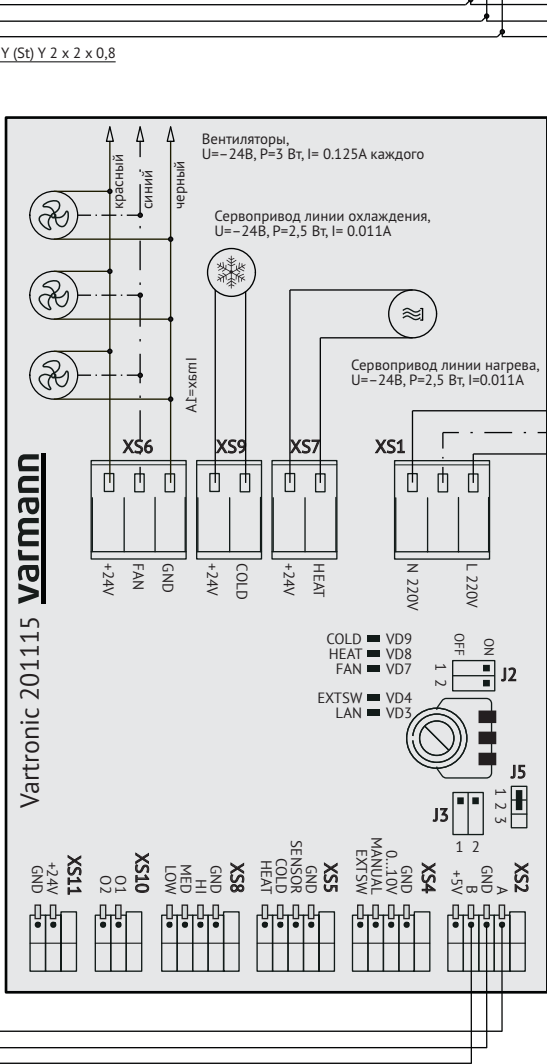 Y (St) Y 2 x 2 x 0,8
Вентиляторы,
U=–24В, P=3 Вт, I= 0.125А каждого
красный
синий
черный
Сервопривод линии охлаждения,
U=–24В, P=2,5 Вт, I= 0.011А
Сервопривод линии нагрева,
U=–24В, P=2,5 Вт, I=0.011А
Imax=1А
XS6
XS9
XS7
XS1
+24V
FAN
GND
+24V
COLD
+24V
HEAT
N 220V
L 220V
varmann
Vartronic 201115
COLD VD9
HEAT VD8
FAN VD7
EXTSW VD4
LAN VD3
OFF
ON
1
2
J2
J5
1 2 3
J3
1 2
XS11
+24V
GND
XS10
O1
O2
XS8
GND
HI
MED
LOW
XS5
GND
SENSOR
COLD
HEAT
XS4
GND
0...10V
MANUAL
EXTSW
XS2
A
GND
B
+5V